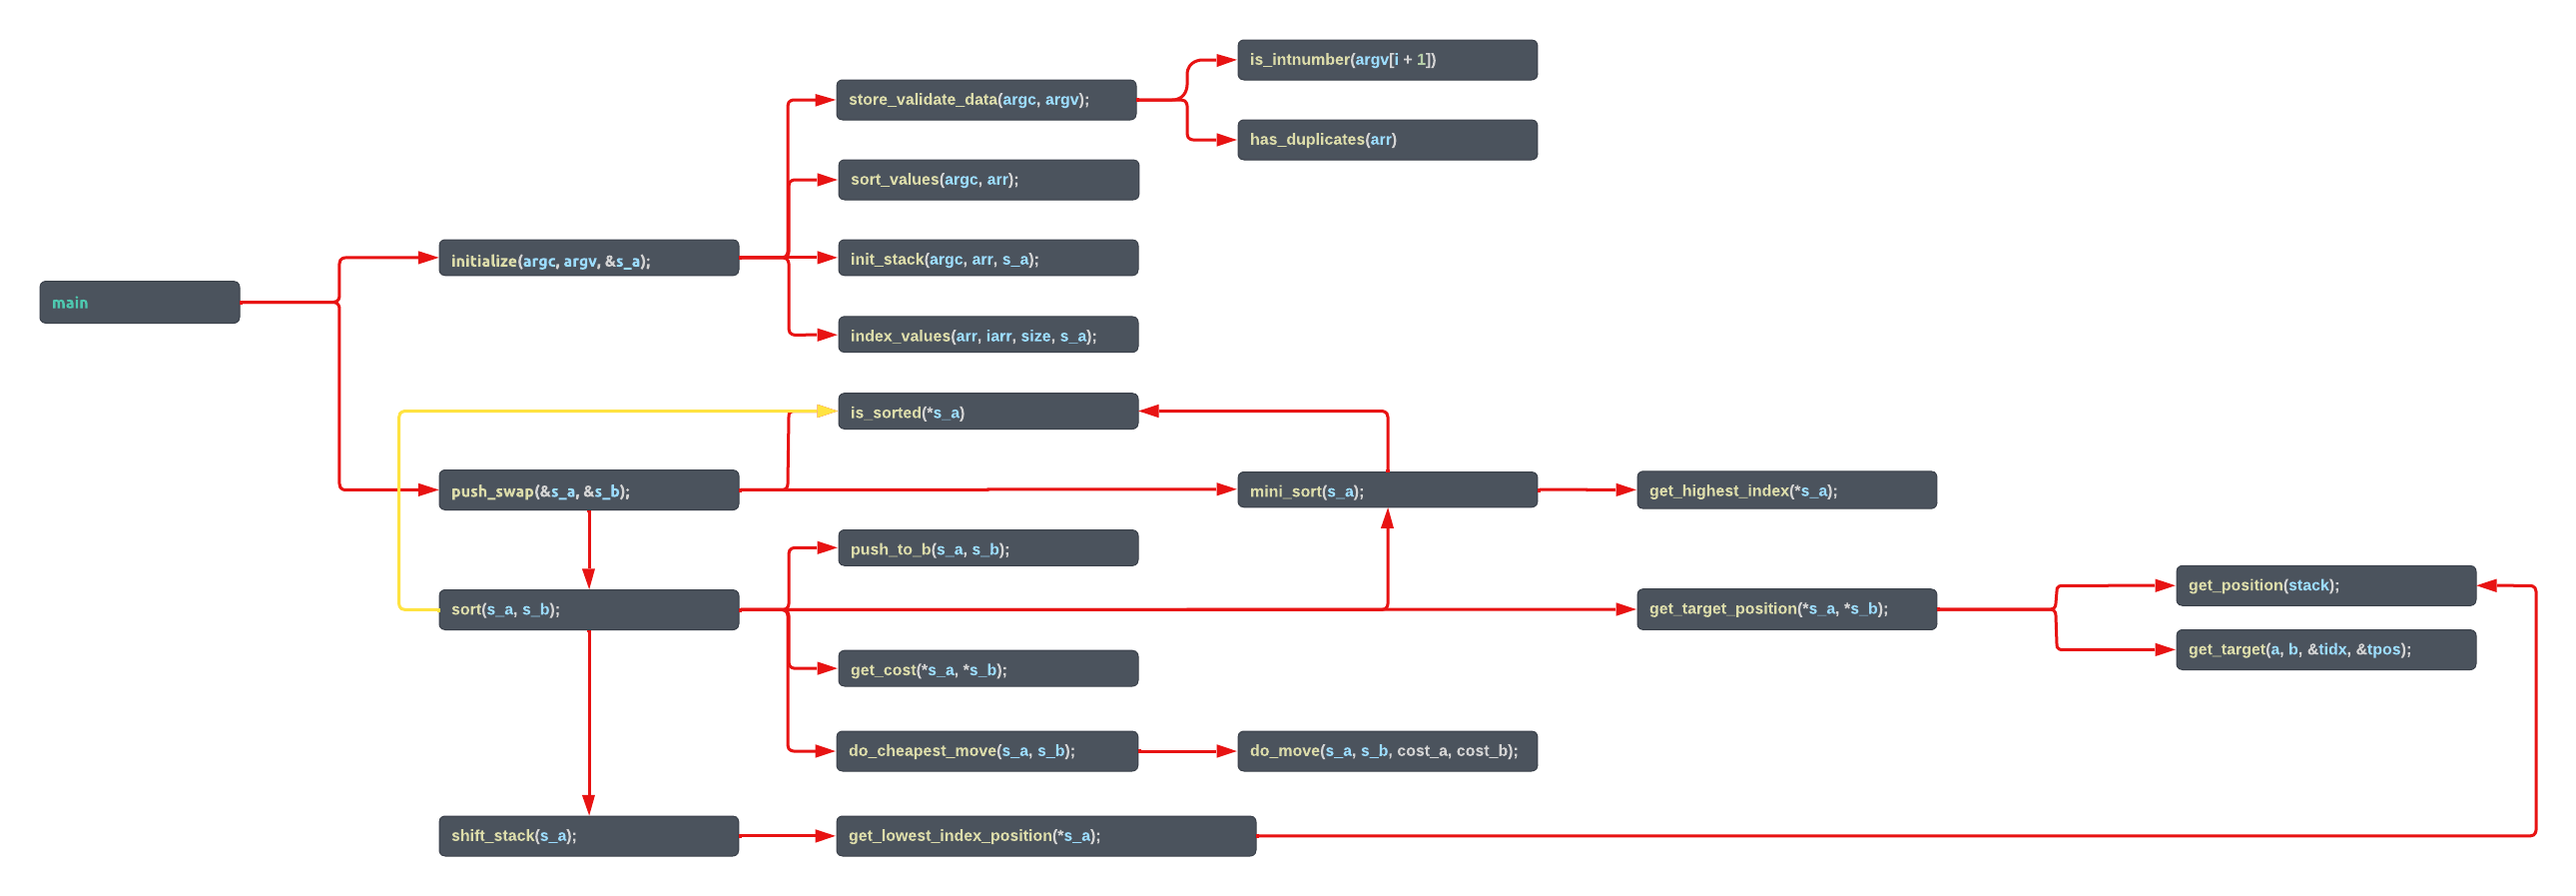 is_intnumber(argv[i + 1])
store_validate_data(argc, argv);
has_duplicates(arr)
sort_values(argc, arr);
initialize(argc, argv, &s_a);
init_stack(argc, arr, s_a);
main
index_values(arr, iarr, size, s_a);
is_sorted(*s_a)
push_swap(&s_a, &s_b);
mini_sort(s_a);
get_highest_index(*s_a);
push_to_b(s_a, s_b);
get_position(stack);
sort(s_a, s_b);
get_target_position(*s_a, *s_b);
get_target(a, b, &tidx, &tpos);
get_cost(*s_a, *s_b);
do_cheapest_move(s_a, s_b);
do_move(s_a, s_b, cost_a, cost_b);
shift_stack(s_a);
get_lowest_index_position(*s_a);